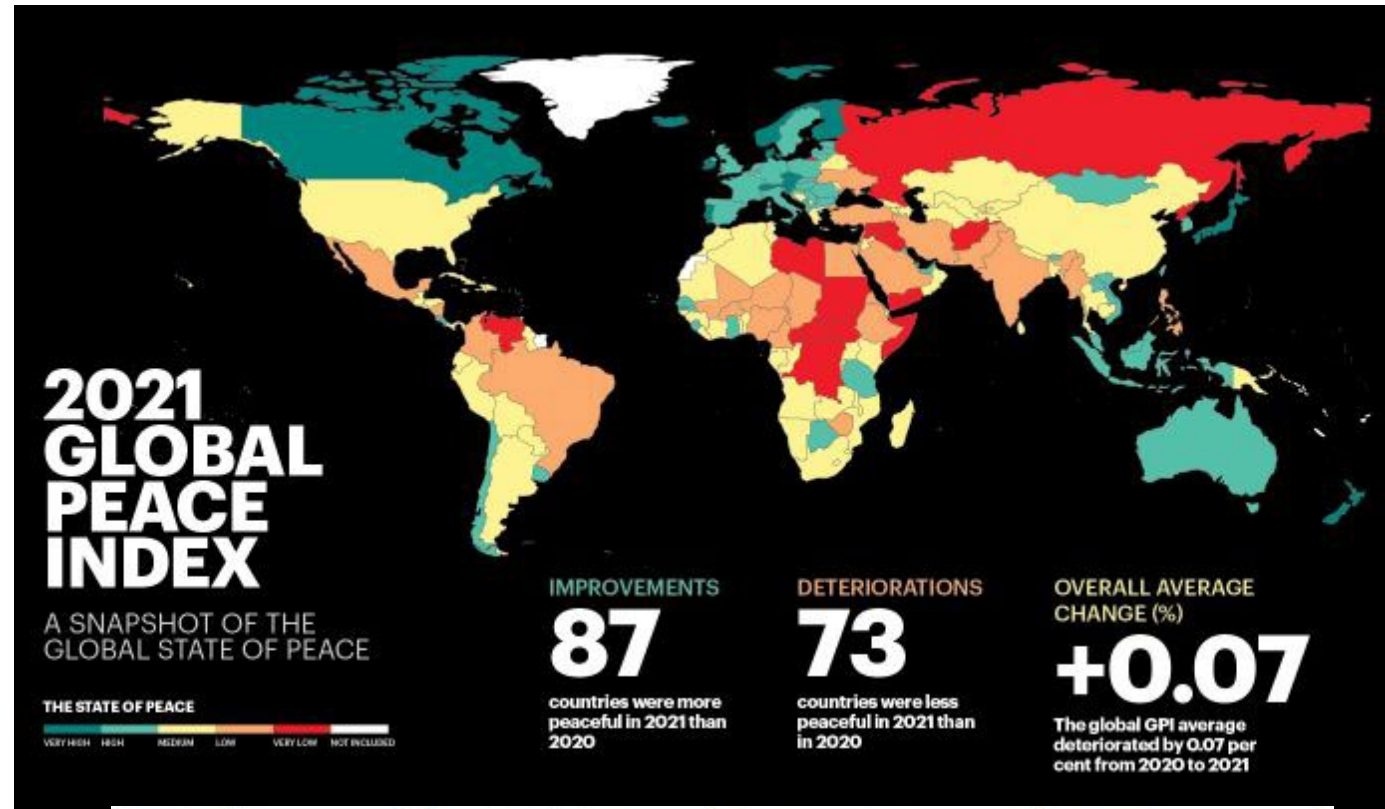 2021
GLOBAL
PEACE
INDEX
A SNAPSHOT OF THE
GLOBAL STATE OF PEACE
THE STATE OF PEACE
VERY HIGH HIGH MEDIUM LOW VERY LOW NOT INCLUDED
IMPROVEMENTS
87
countries were more
peaceful in 2021 than
2020
DETERIORATIONS
73
countries were less
peaceful in 2021 than
in 2020
OVERALL AVERAGE
CHANGE (%)
+0.07
The global GPI average
deteriorated by 0.07 per
cent from 2020 to 2021